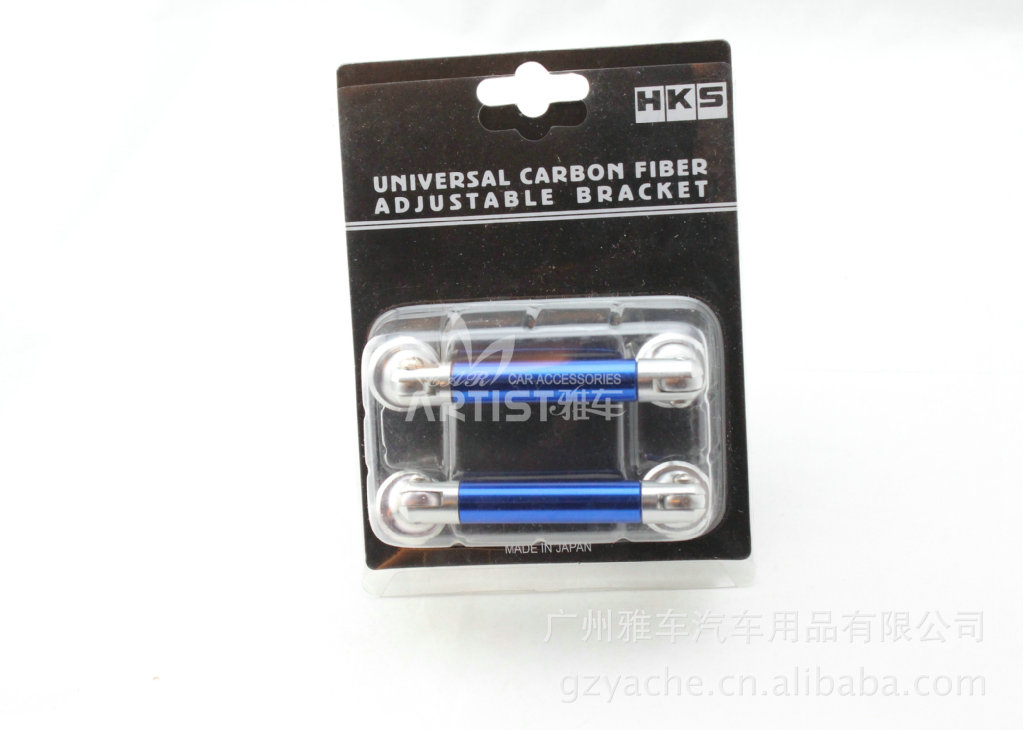 HKS
UNIVERSAL CARBON FIBER
ADJUSTABLE BRACKET
CAR CAR ACCESSORIES
ARTIST雅车
MADE IN JAPAN
广州雅车汽车用品有限公司
gzyache.cn.alibaba.com